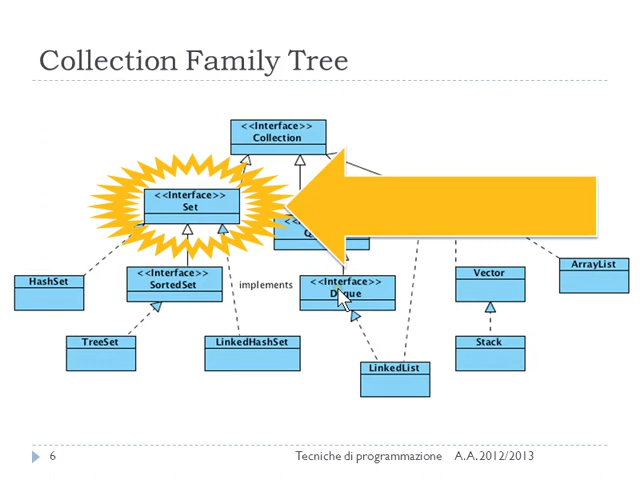 Collection Family Tree
<<Interface>>
Collection
<<Interface>>
Set
HashSet
<<Interface>>
SortedSet
implements
<<Interface>>
Vector
ArrayList
TreeSet
LinkedHashSet
LinkedList
Stack
6
Tecniche di programmazione A.A. 2012/2013